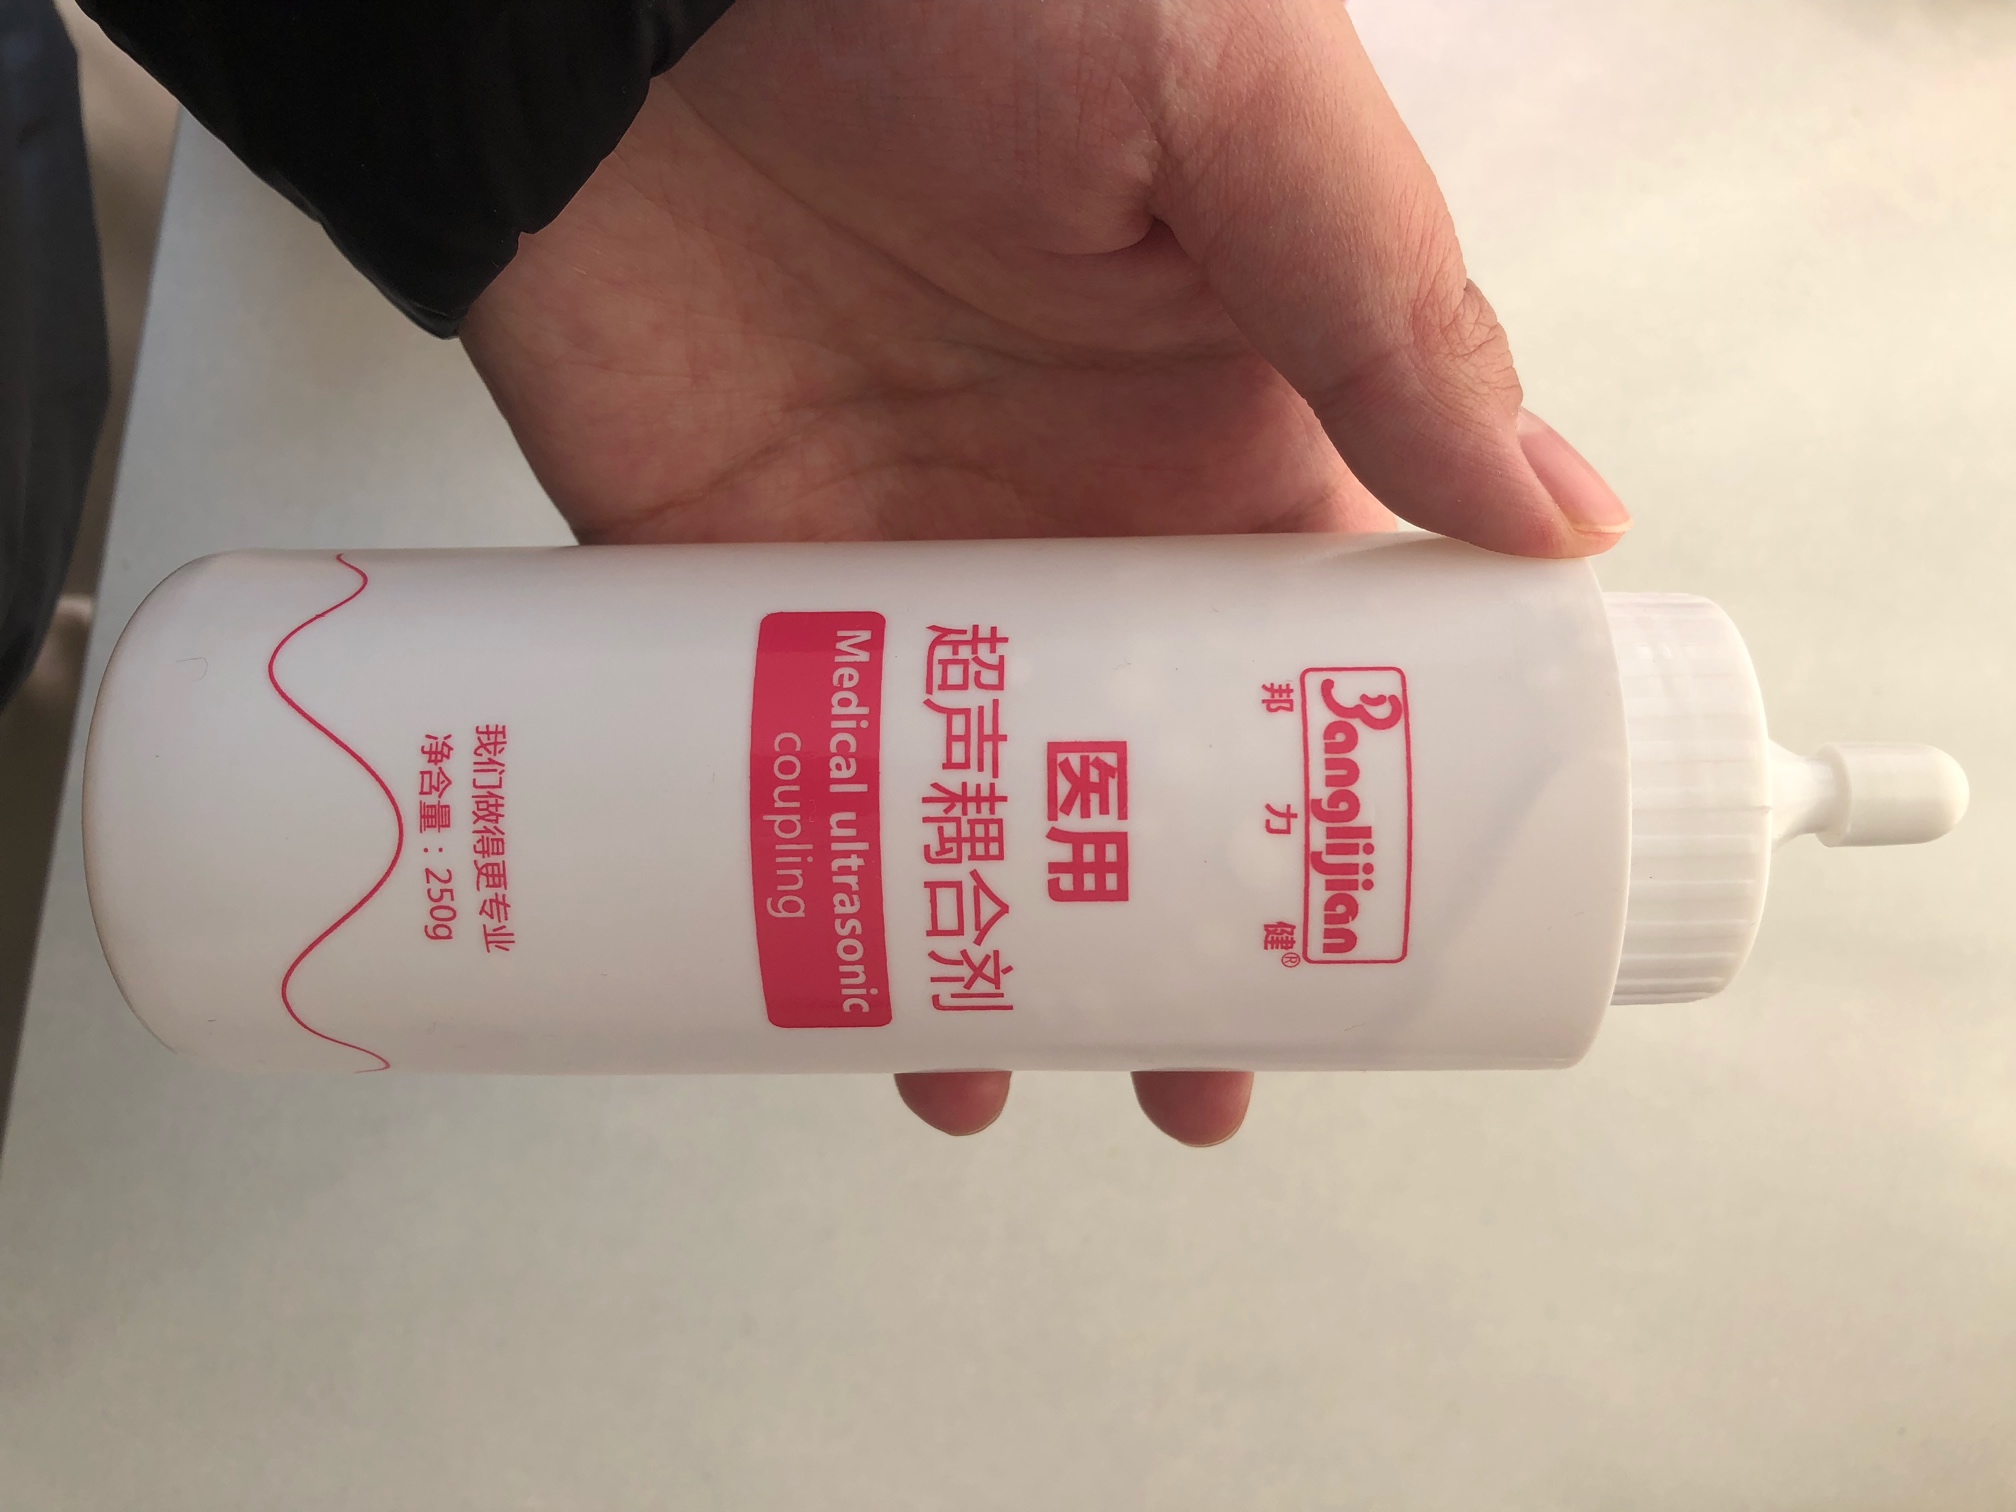 Banglijian
邦力健®
医用
超声耦合剂
Medical ultrasonic
coupling
我们做得更专业
净含量：250g